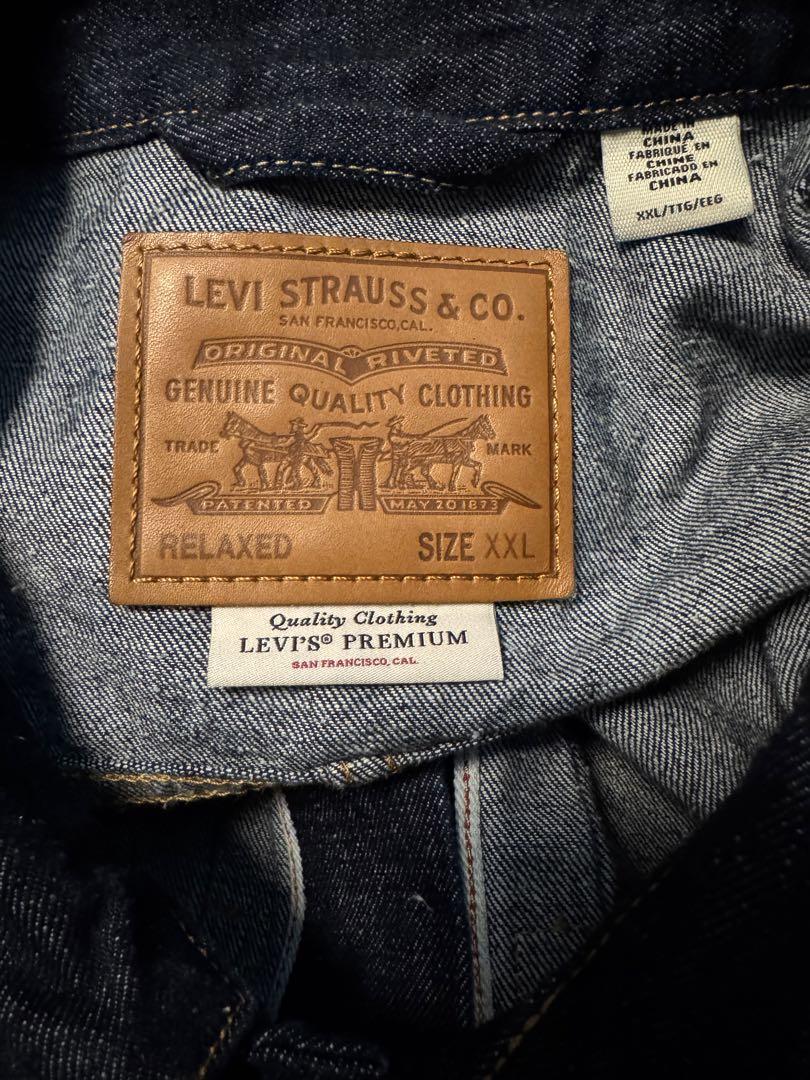 MADE IN
CHINA
FABRIQUÉ EN
CHINE
FABRICADO EN
CHINA
XXL/TTG/EEG
LEVI STRAUSS & CO.
SAN FRANCISCO, CAL.
ORIGINAL RIVETED
GENUINE QUALITY CLOTHING
TRADE MARK
PATENTED MAY 20 1873
RELAXED SIZE XXL
Quality Clothing
LEVI'S® PREMIUM
SAN FRANCISCO, CAL.